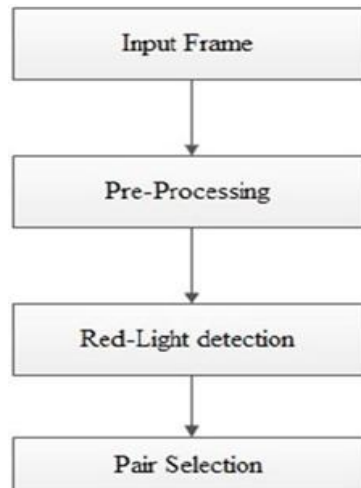 Input Frame
Pre-Processing
Red-Light detection
Pair Selection